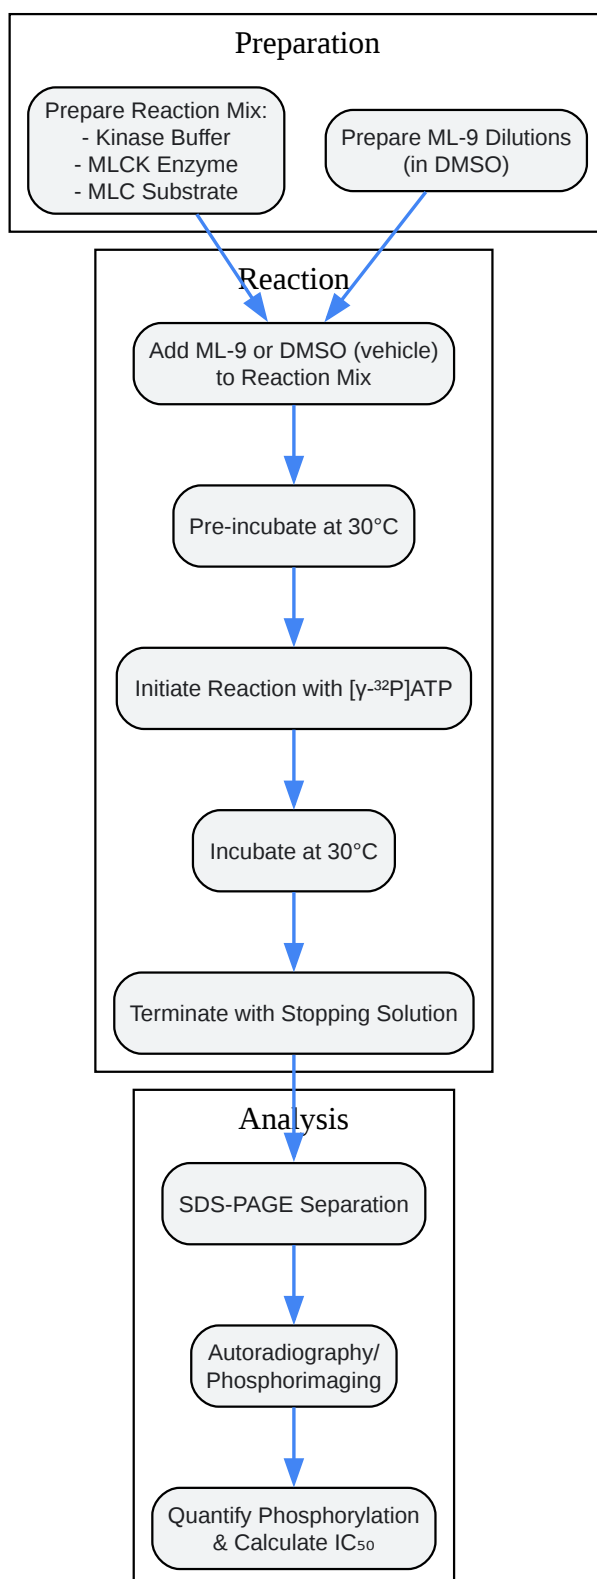 Preparation
Prepare Reaction Mix:
- Kinase Buffer
- MLCK Enzyme
- MLC Substrate
Prepare ML-9 Dilutions
(in DMSO)
Reaction
Add ML-9 or DMSO (vehicle)
to Reaction Mix
Pre-incubate at 30°C
Initiate Reaction with [γ-³²P]ATP
Incubate at 30°C
Terminate with Stopping Solution
Analysis
SDS-PAGE Separation
Autoradiography/
Phosphorimaging
Quantify Phosphorylation
& Calculate IC₅₀